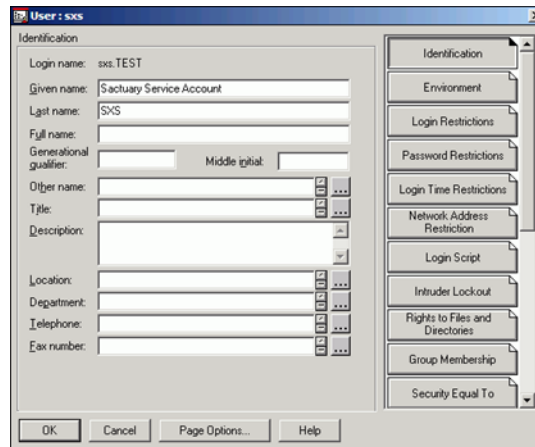 User : sxs
Identification
Login name: sxs.TEST
Given name: Sactuary Service Account
Last name: SXS
Full name:
Generational
qualifier:
Middle initial:
Other name:
Title:
Description:
Location:
Department:
Telephone:
Fax number:
OK
Cancel
Page Options...
Help
Identification
Environment
Login Restrictions
Password Restrictions
Login Time Restrictions
Network Address
Restriction
Login Script
Intruder Lockout
Rights to Files and
Directories
Group Membership
Security Equal To